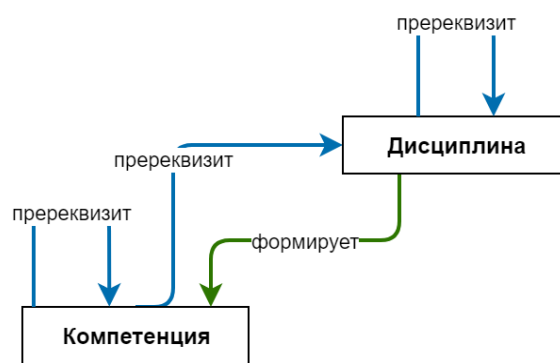 пререквизит
Дисциплина
пререквизит
пререквизит
формирует
Компетенция